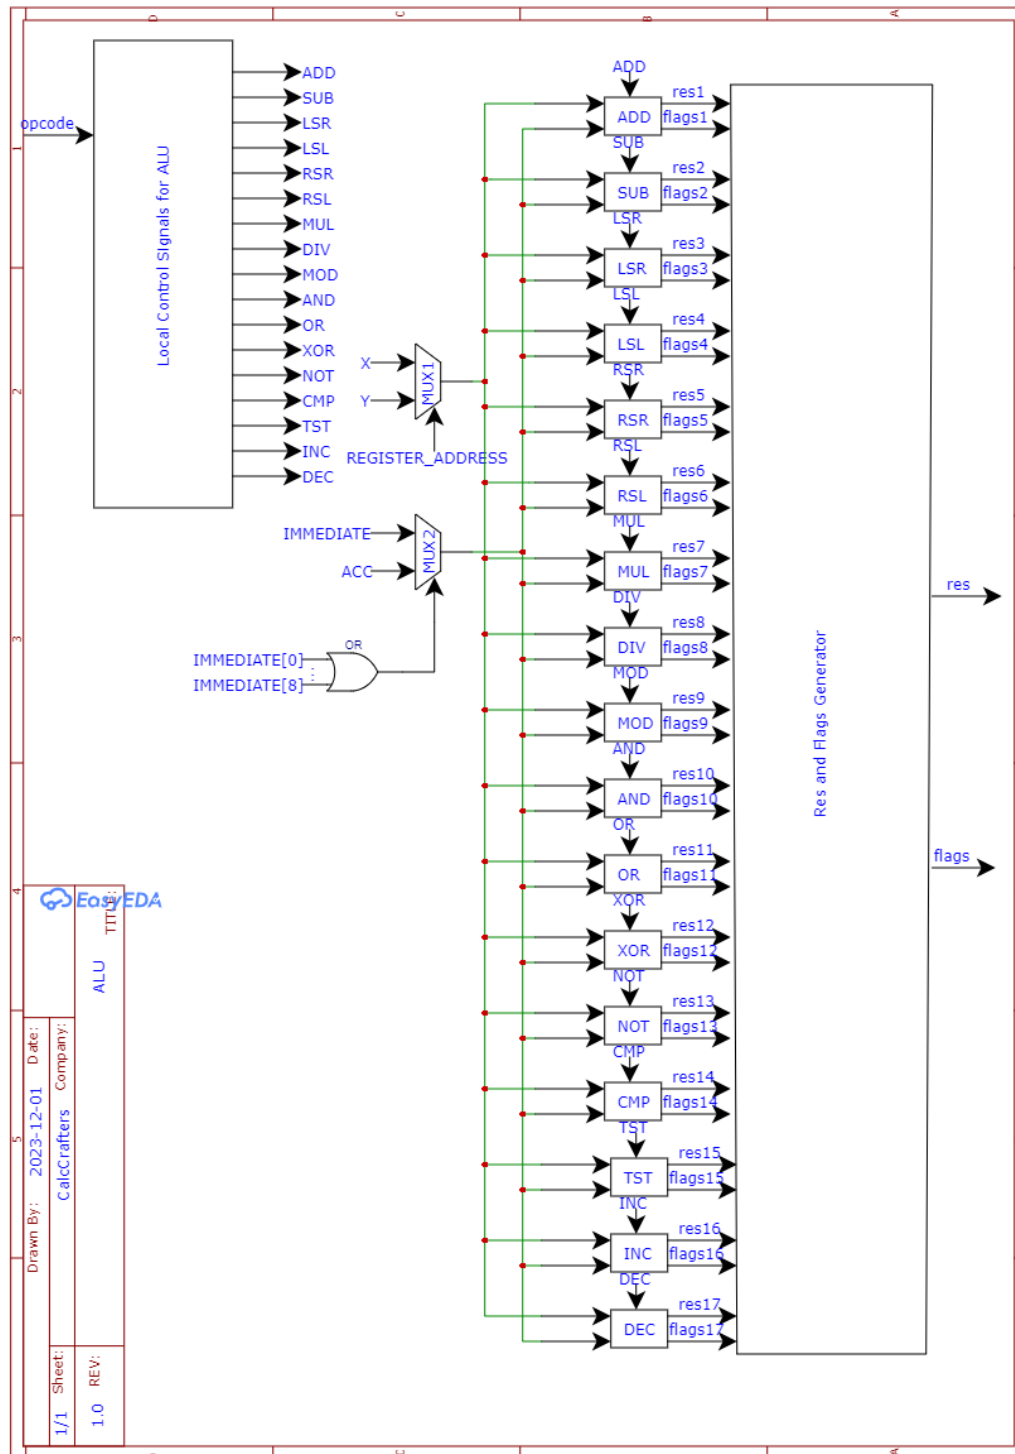 D
C
B
A
1
2
3
4
5
opcode
Local Control SIgnals for ALU
ADD
SUB
LSR
LSL
RSR
RSL
MUL
DIV
MOD
AND
OR
XOR
NOT
CMP
TST
INC
DEC
X
Y
MUX1
REGISTER_ADDRESS
IMMEDIATE
ACC
MUX2
OR
IMMEDIATE[0]
IMMEDIATE[8]
ADD
ADD
res1
flags1
SUB
SUB
res2
flags2
LSR
LSR
res3
flags3
LSL
LSL
res4
flags4
RSR
RSR
res5
flags5
RSL
RSL
res6
flags6
MUL
MUL
res7
flags7
DIV
DIV
res8
flags8
MOD
MOD
res9
flags9
AND
AND
res10
flags10
OR
OR
res11
flags11
XOR
XOR
res12
flags12
NOT
NOT
res13
flags13
CMP
CMP
res14
flags14
TST
TST
res15
flags15
INC
INC
res16
flags16
DEC
DEC
res17
flags17
Res and Flags Generator
res
flags
EasyEDA
TITLE:
ALU
REV:
1.0
Company:
CalcCrafters
Sheet:
1/1
Date:
2023-12-01
Drawn By:
D
C
B
A